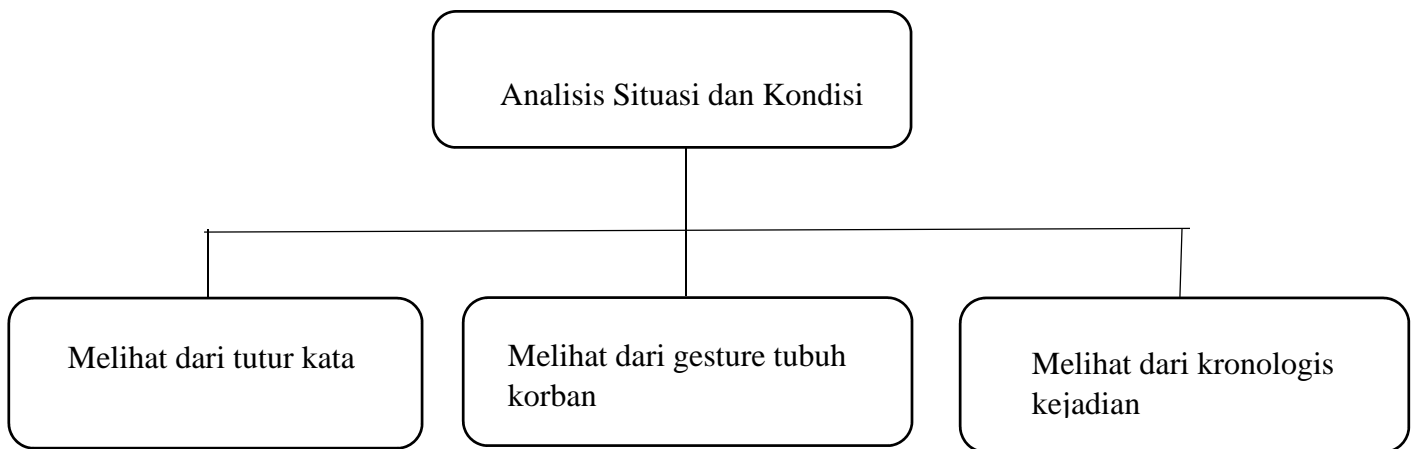 Analisis Situasi dan Kondisi
Melihat dari tutur kata
Melihat dari gesture tubuh
korban
Melihat dari kronologis
kejadian